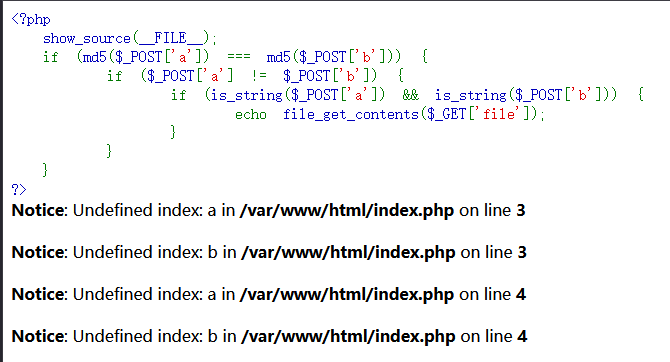 <?php
    show_source(__FILE__);
    if (md5($_POST['a']) === md5($_POST['b'])) {
            if ($_POST['a'] != $_POST['b']) {
                    if (is_string($_POST['a']) && is_string($_POST['b'])) {
                            echo file_get_contents($_GET['file']);
                    }
            }
    }
?>
Notice: Undefined index: a in /var/www/html/index.php on line 3
Notice: Undefined index: b in /var/www/html/index.php on line 3
Notice: Undefined index: a in /var/www/html/index.php on line 4
Notice: Undefined index: b in /var/www/html/index.php on line 4